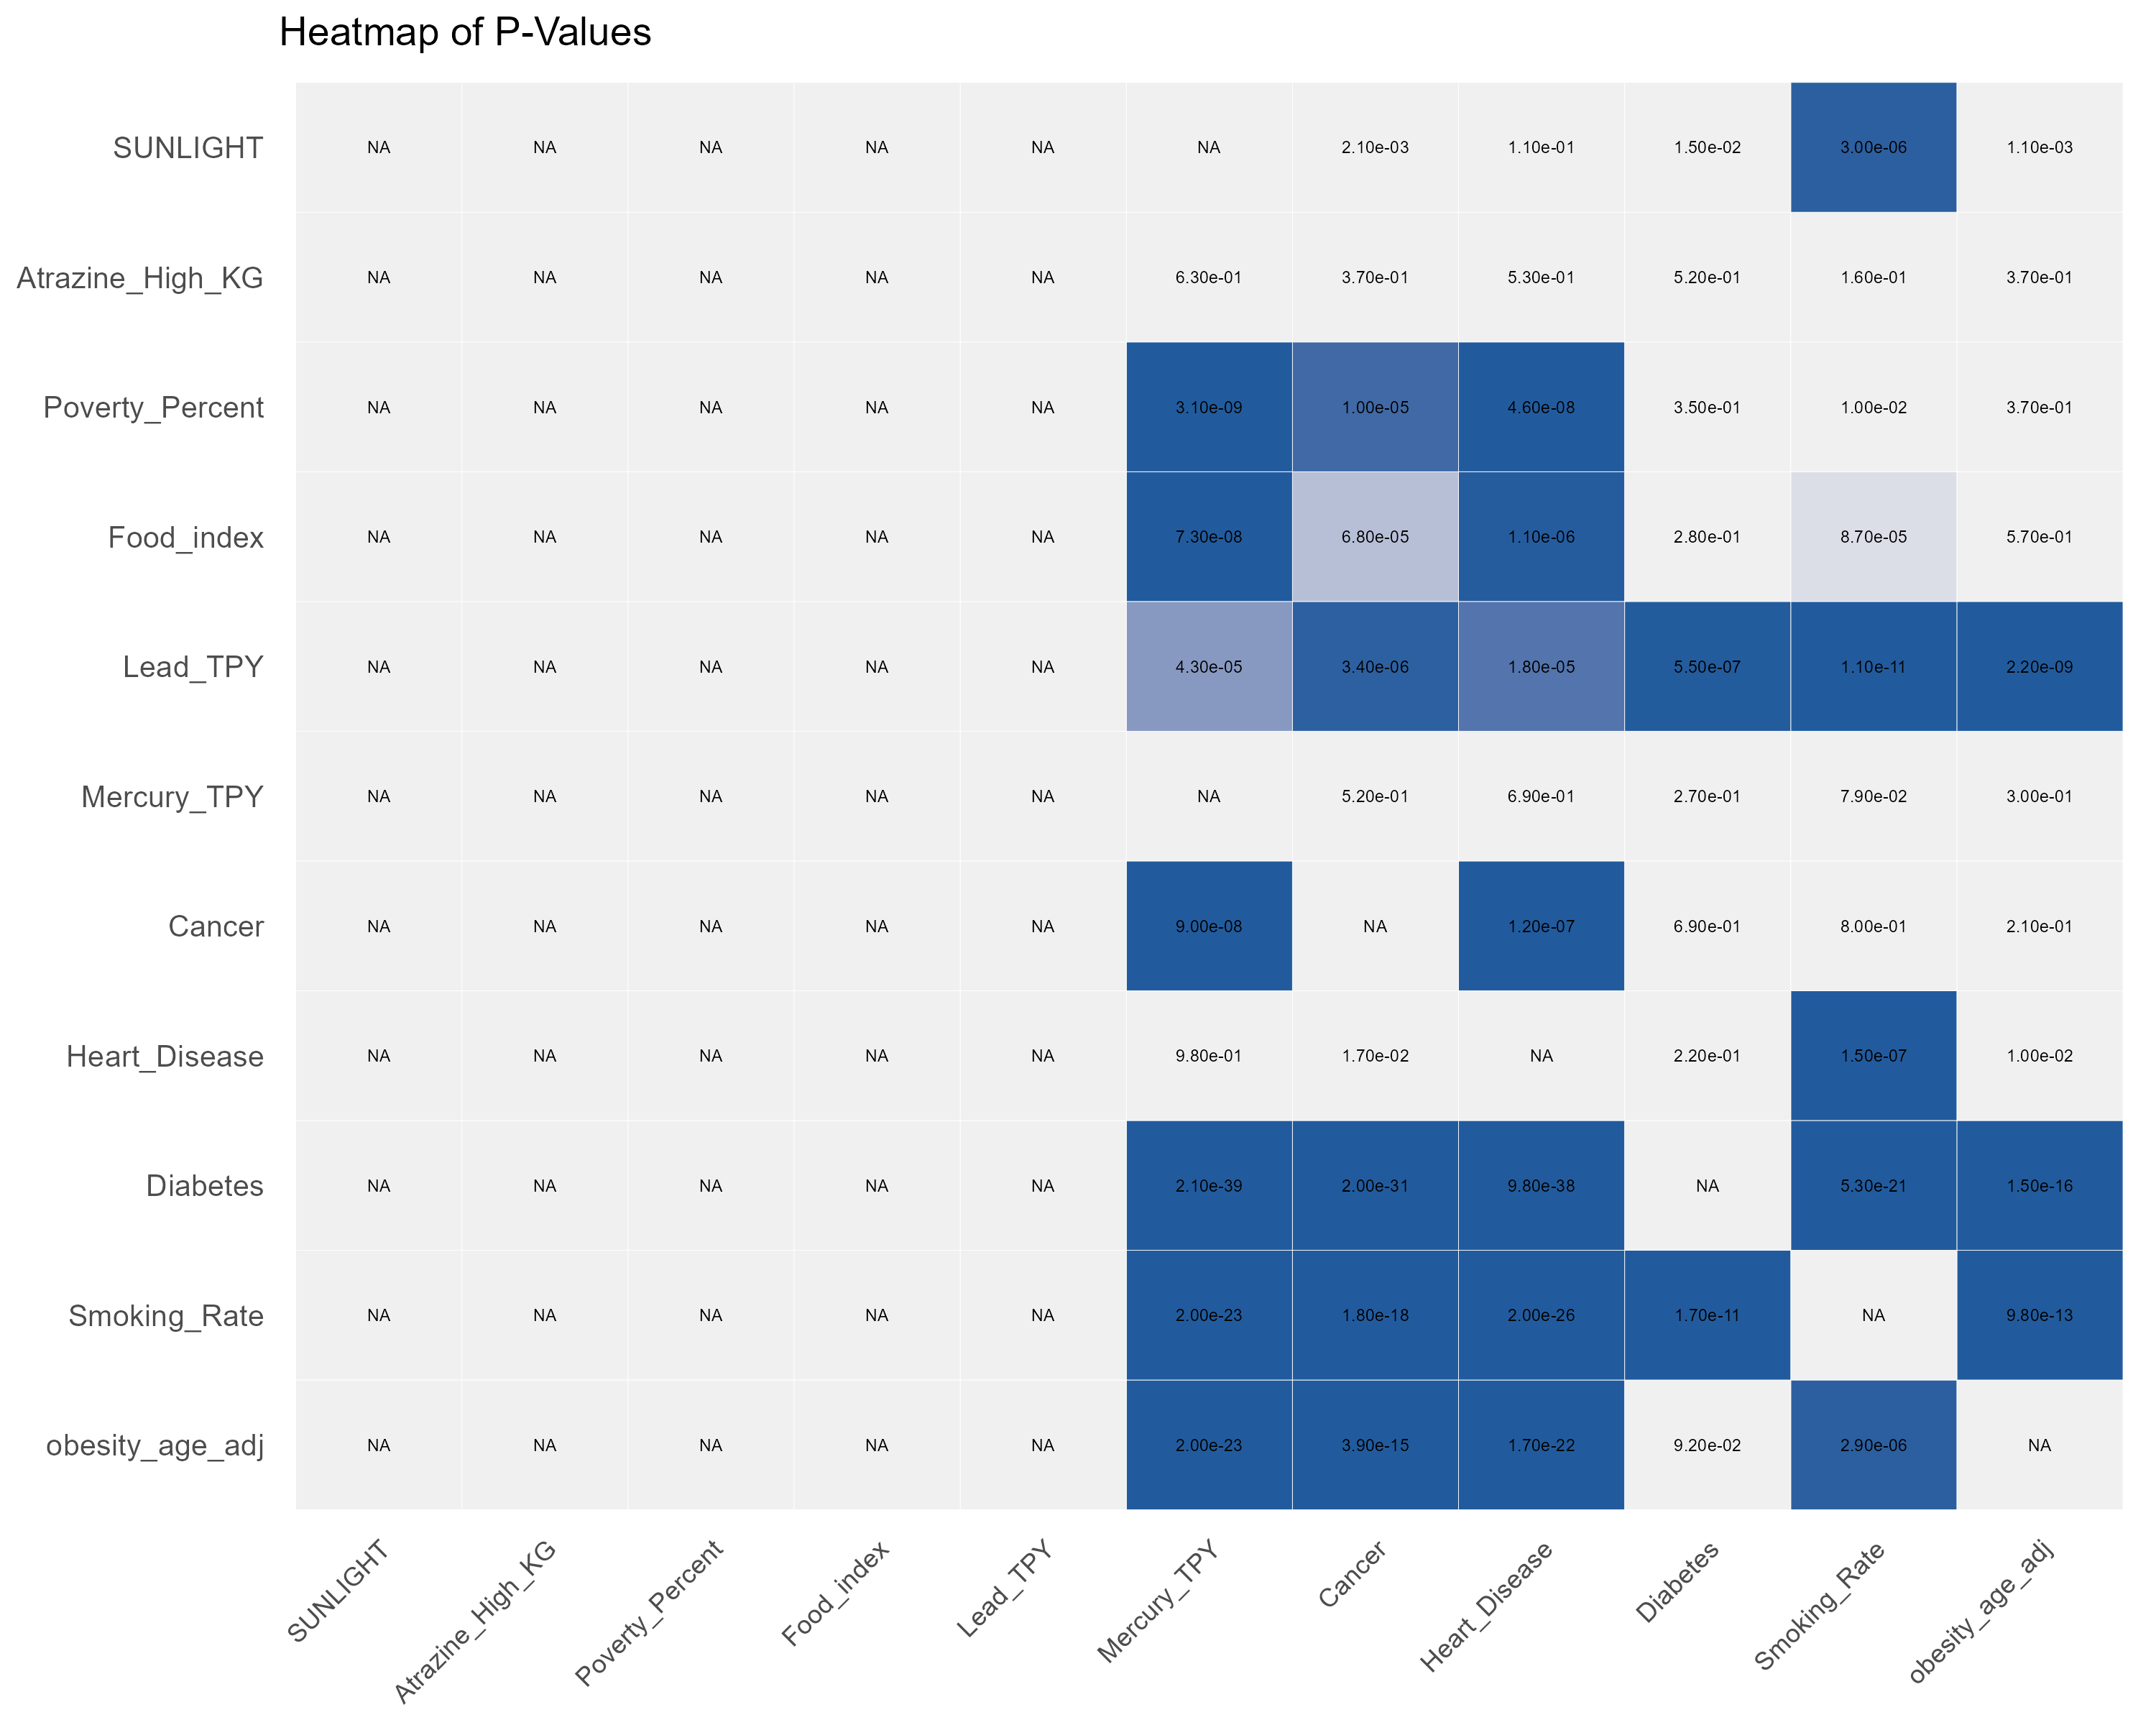 Heatmap of P-Values
SUNLIGHT NA NA NA NA NA NA 2.10e-03 1.10e-01 1.50e-02 3.00e-06 1.10e-03
Atrazine_High_KG NA NA NA NA NA 6.30e-01 3.70e-01 5.30e-01 5.20e-01 1.60e-01 3.70e-01
Poverty_Percent NA NA NA NA NA 3.10e-09 1.00e-05 4.60e-08 3.50e-01 1.00e-02 3.70e-01
Food_index NA NA NA NA NA 7.30e-08 6.80e-05 1.10e-06 2.80e-01 8.70e-05 5.70e-01
Lead_TPY NA NA NA NA NA 4.30e-05 3.40e-06 1.80e-05 5.50e-07 1.10e-11 2.20e-09
Mercury_TPY NA NA NA NA NA NA 5.20e-01 6.90e-01 2.70e-01 7.90e-02 3.00e-01
Cancer NA NA NA NA NA 9.00e-08 NA 1.20e-07 6.90e-01 8.00e-01 2.10e-01
Heart_Disease NA NA NA NA NA 9.80e-01 1.70e-02 NA 2.20e-01 1.50e-07 1.00e-02
Diabetes NA NA NA NA NA 2.10e-39 2.00e-31 9.80e-38 NA 5.30e-21 1.50e-16
Smoking_Rate NA NA NA NA NA 2.00e-23 1.80e-18 2.00e-26 1.70e-11 NA 9.80e-13
obesity_age_adj NA NA NA NA NA 2.00e-23 3.90e-15 1.70e-22 9.20e-02 2.90e-06 NA
SUNLIGHT Atrazine_High_KG Poverty_Percent Food_index Lead_TPY Mercury_TPY Cancer Heart_Disease Diabetes Smoking_Rate obesity_age_adj